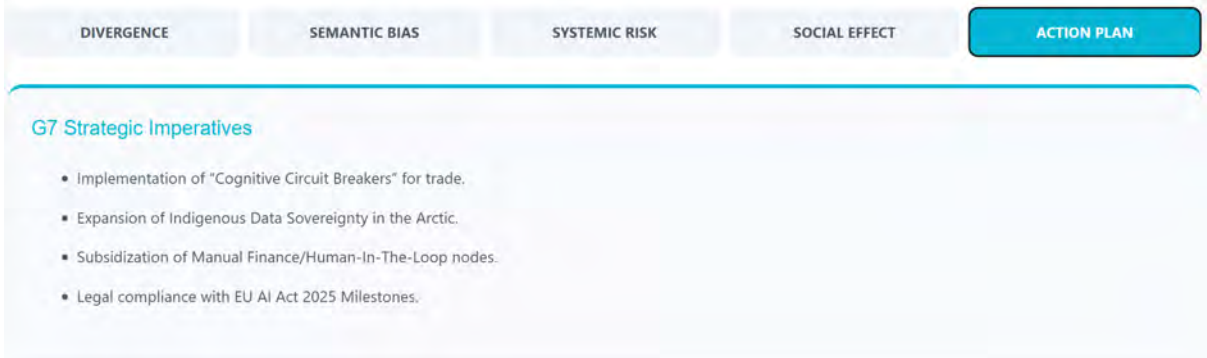 DIVERGENCE
SEMANTIC BIAS
SYSTEMIC RISK
SOCIAL EFFECT
ACTION PLAN
G7 Strategic Imperatives
• Implementation of "Cognitive Circuit Breakers" for trade.
• Expansion of Indigenous Data Sovereignty in the Arctic.
• Subsidization of Manual Finance/Human-In-The-Loop nodes.
• Legal compliance with EU AI Act 2025 Milestones.